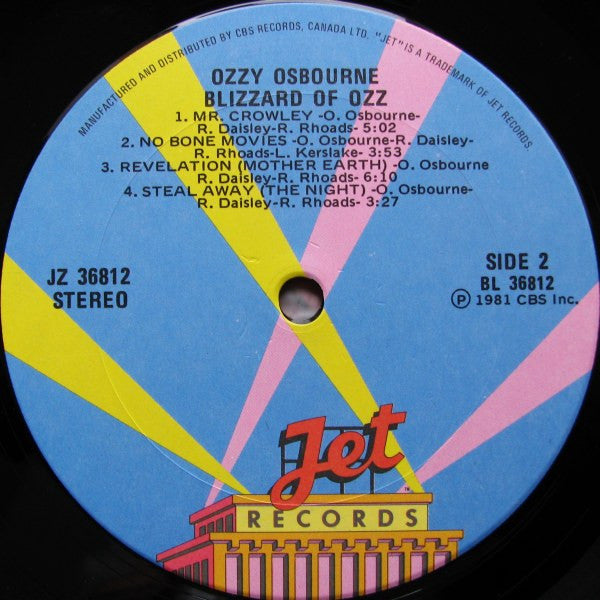 MANUFACTURED AND DISTRIBUTED BY CBS RECORDS, CANADA LTD. "JET" IS A TRADEMARK OF JET RECORDS.
OZZY OSBOURNE
BLIZZARD OF OZZ
1. MR. CROWLEY -O. Osbourne-
R. Daisley-R. Rhoads- 5:02
2. NO BONE MOVIES -O. Osbourne-R. Daisley-
R. Rhoads-L. Kerslake- 3:53
3. REVELATION (MOTHER EARTH) -O. Osbourne
R. Daisley-R. Rhoads- 6:10
4. STEAL AWAY (THE NIGHT) -O. Osbourne-
R. Daisley-R. Rhoads- 3:27
JZ 36812
STEREO
SIDE 2
BL 36812
℗ 1981 CBS Inc.
Jet
TM
RECORDS